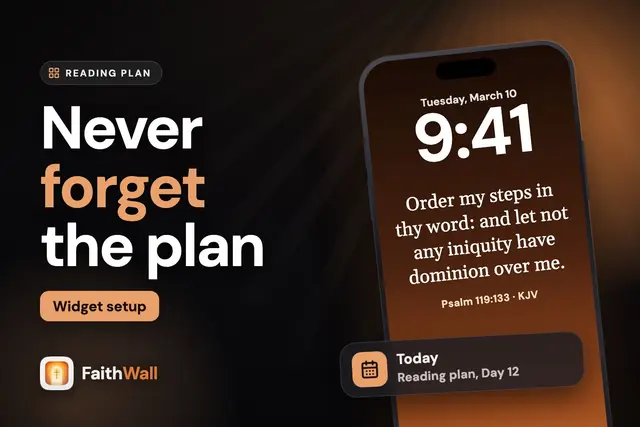 READING PLAN
Never
forget
the plan
Widget setup
FaithWall
Tuesday, March 10
9:41
Order my steps in
thy word: and let not
any iniquity have
dominion over me.
Psalm 119:133 · KJV
Today
Reading plan, Day 12